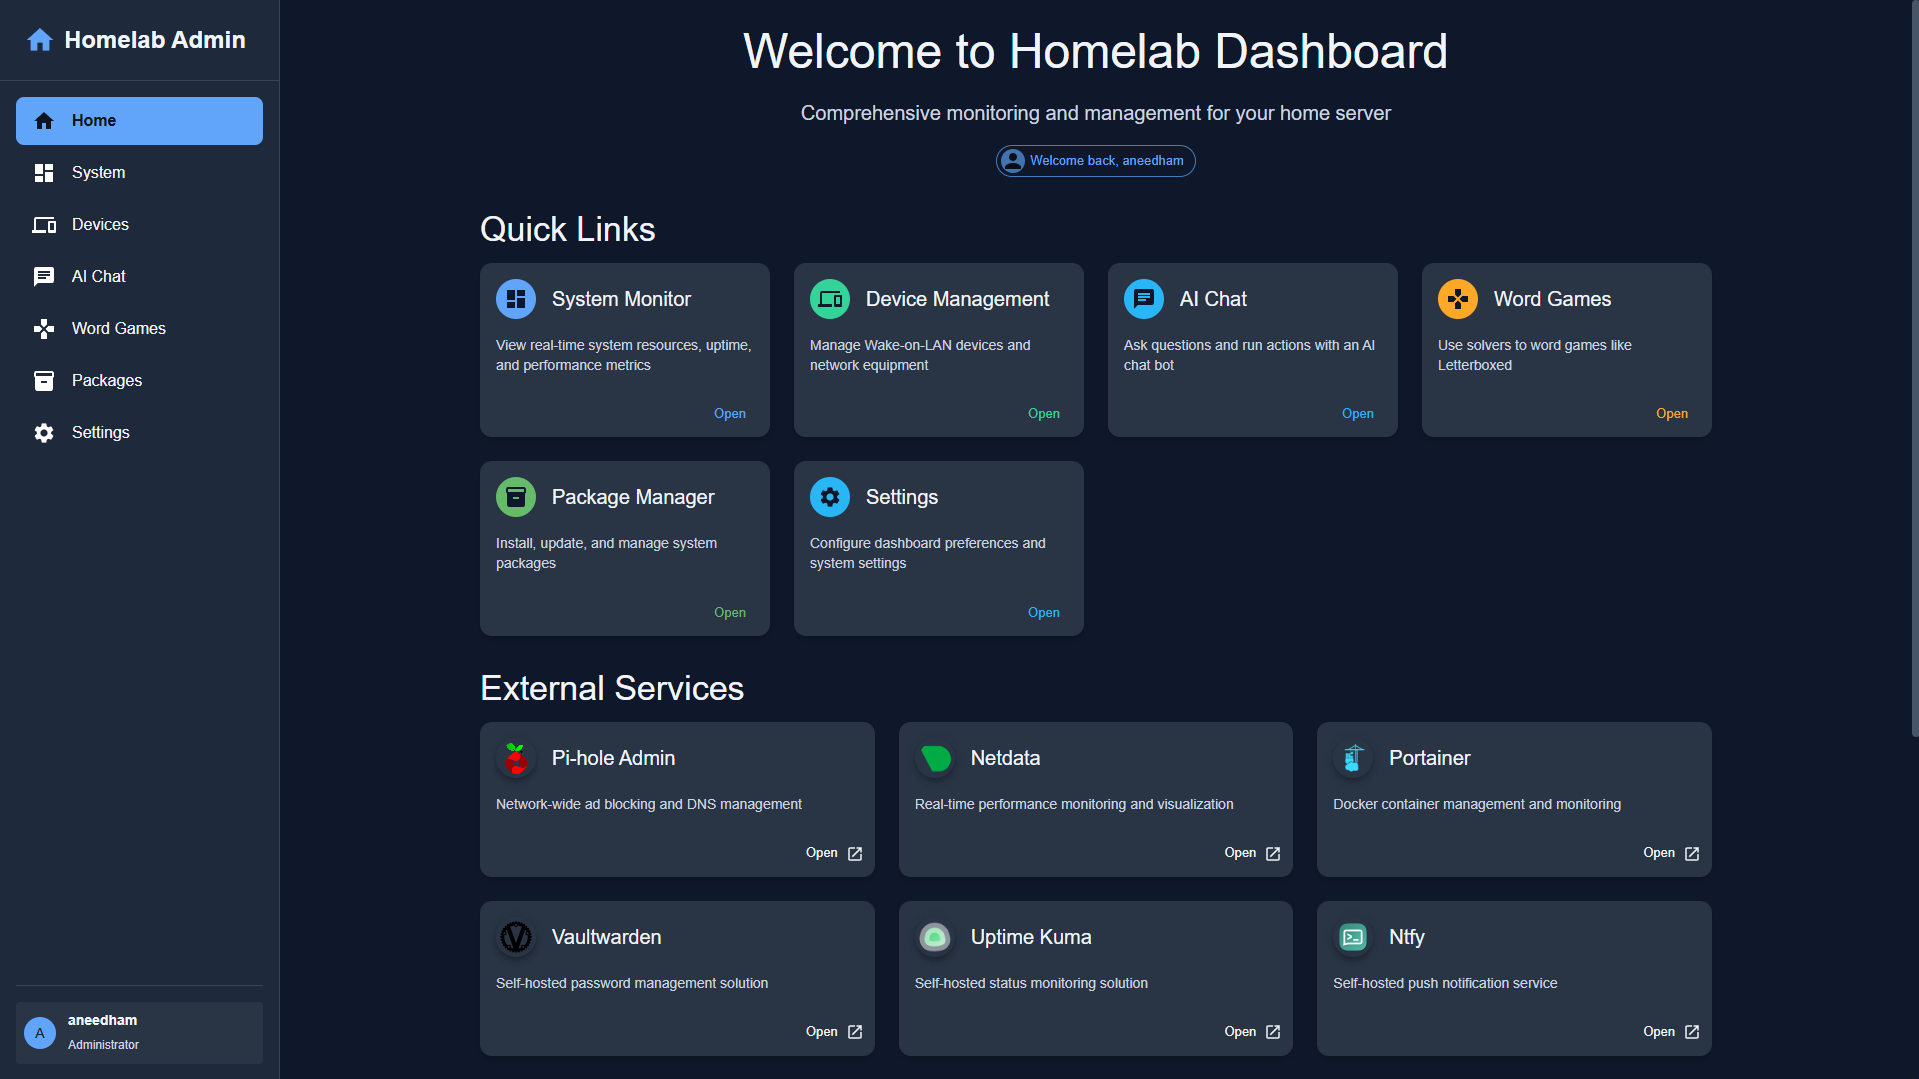 Homelab Admin
Home
System
Devices
AI Chat
Word Games
Packages
Settings
aneedham
A
Administrator
Welcome to Homelab Dashboard
Comprehensive monitoring and management for your home server
Welcome back, aneedham
Quick Links
System Monitor
View real-time system resources, uptime,
and performance metrics
Open
Device Management
Manage Wake-on-LAN devices and
network equipment
Open
AI Chat
Ask questions and run actions with an AI
chat bot
Open
Word Games
Use solvers to word games like
Letterboxed
Open
Package Manager
Install, update, and manage system
packages
Open
Settings
Configure dashboard preferences and
system settings
Open
External Services
Pi-hole Admin
Network-wide ad blocking and DNS management
Open
Netdata
Real-time performance monitoring and visualization
Open
Portainer
Docker container management and monitoring
Open
Vaultwarden
Self-hosted password management solution
Open
Uptime Kuma
Self-hosted status monitoring solution
Open
Ntfy
Self-hosted push notification service
Open